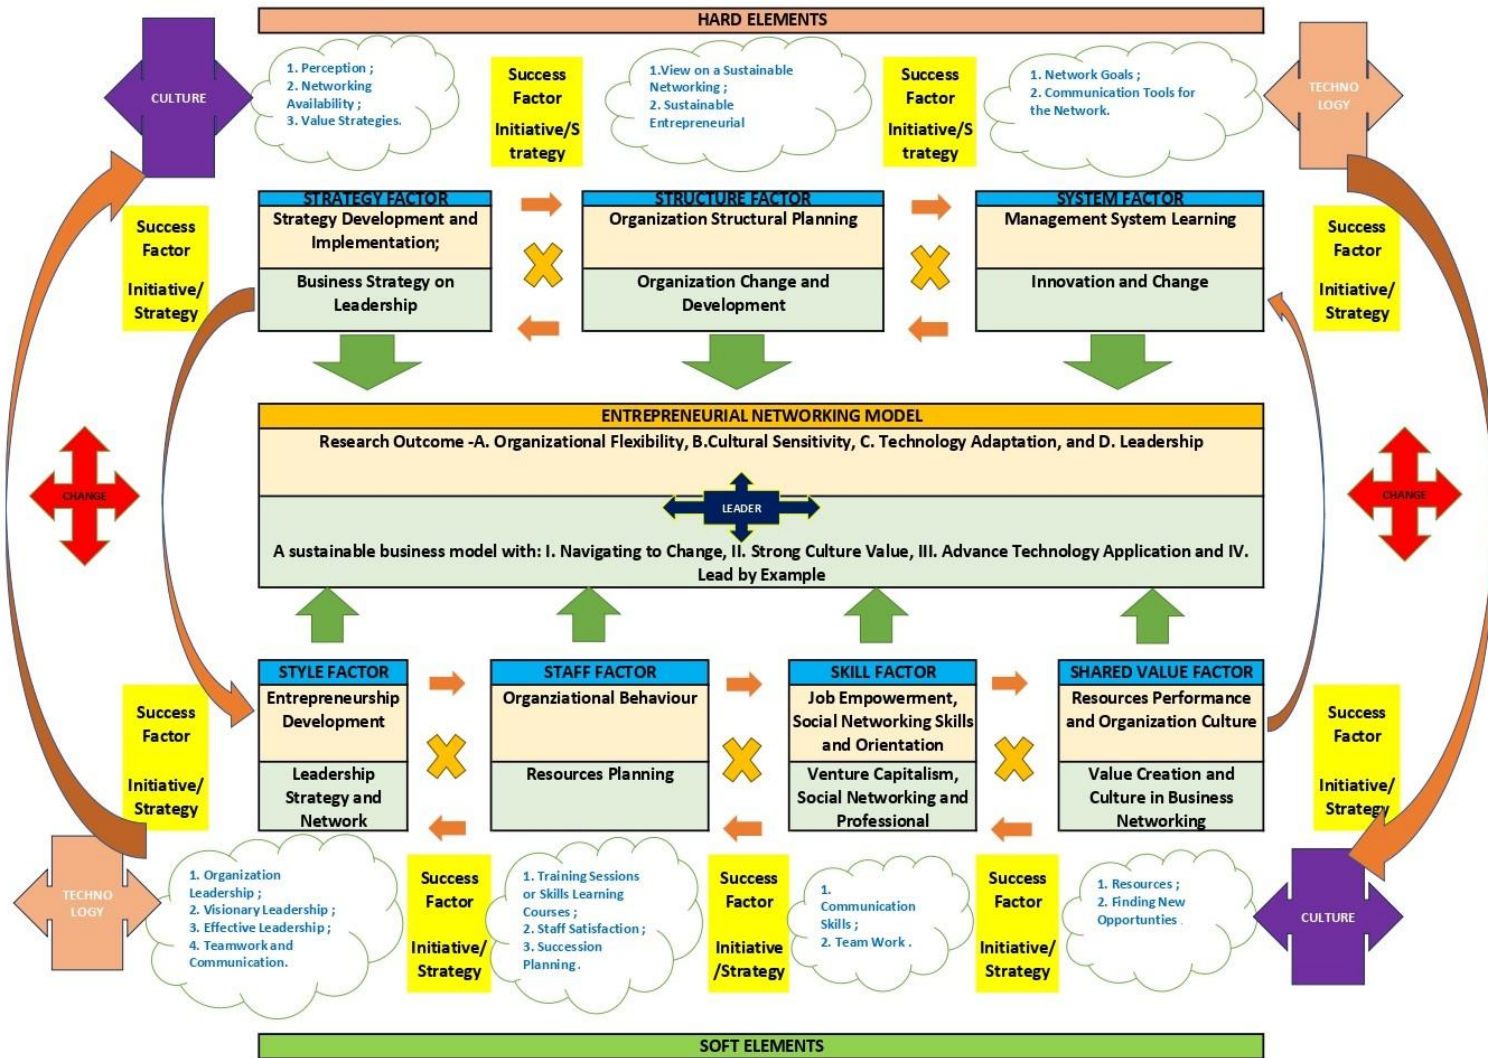 HARD ELEMENTS
CULTURE
1. Perception ;
2. Networking
Availability ;
3. Value Strategies.
Success
Factor
Initiative/S
trategy
1.View on a Sustainable
Networking ;
2. Sustainable
Entrepreneurial
Success
Factor
Initiative/S
trategy
1. Network Goals ;
2. Communication Tools for
the Network.
TECHNO
LOGY
Success
Factor
Initiative/
Strategy
STRATEGY FACTOR
Strategy Development and
Implementation;
Business Strategy on
Leadership
STRUCTURE FACTOR
Organization Structural Planning
Organization Change and
Development
SYSTEM FACTOR
Management System Learning
Innovation and Change
Success
Factor
Initiative/
Strategy
CHANGE
ENTREPRENEURIAL NETWORKING MODEL
Research Outcome -A. Organizational Flexibility, B.Cultural Sensitivity, C. Technology Adaptation, and D. Leadership
LEADER
A sustainable business model with: I. Navigating to Change, II. Strong Culture Value, III. Advance Technology Application and IV.
Lead by Example
CHANGE
Success
Factor
Initiative/
Strategy
STYLE FACTOR
Entrepreneurship
Development
Leadership
Strategy and
Network
STAFF FACTOR
Organziational Behaviour
Resources Planning
SKILL FACTOR
Job Empowerment,
Social Networking Skills
and Orientation
Venture Capitalism,
Social Networking and
Professional
SHARED VALUE FACTOR
Resources Performance
and Organization Culture
Value Creation and
Culture in Business
Networking
Success
Factor
Initiative/
Strategy
TECHNO
LOGY
1. Organization
Leadership ;
2. Visionary Leadership ;
3. Effective Leadership ;
4. Teamwork and
Communication.
Success
Factor
Initiative/
Strategy
1. Training Sessions
or Skills Learning
Courses ;
2. Staff Satisfaction ;
3. Succession
Planning .
Success
Factor
Initiative
/Strategy
1.
Communication
Skills ;
2. Team Work .
Success
Factor
Initiative/
Strategy
1. Resources ;
2. Finding New
Opportunties .
CULTURE
SOFT ELEMENTS